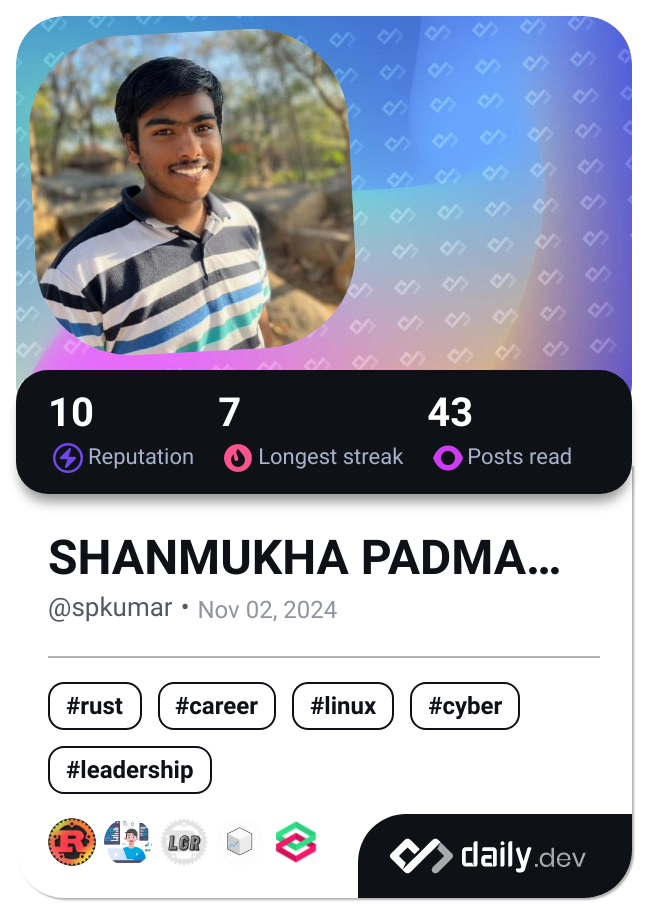 10 7 43
Reputation Longest streak Posts read
SHANMUKHA PADMA...
@spkumar • Nov 02, 2024
#rust #career #linux #cyber
#leadership
R LGR
daily.dev